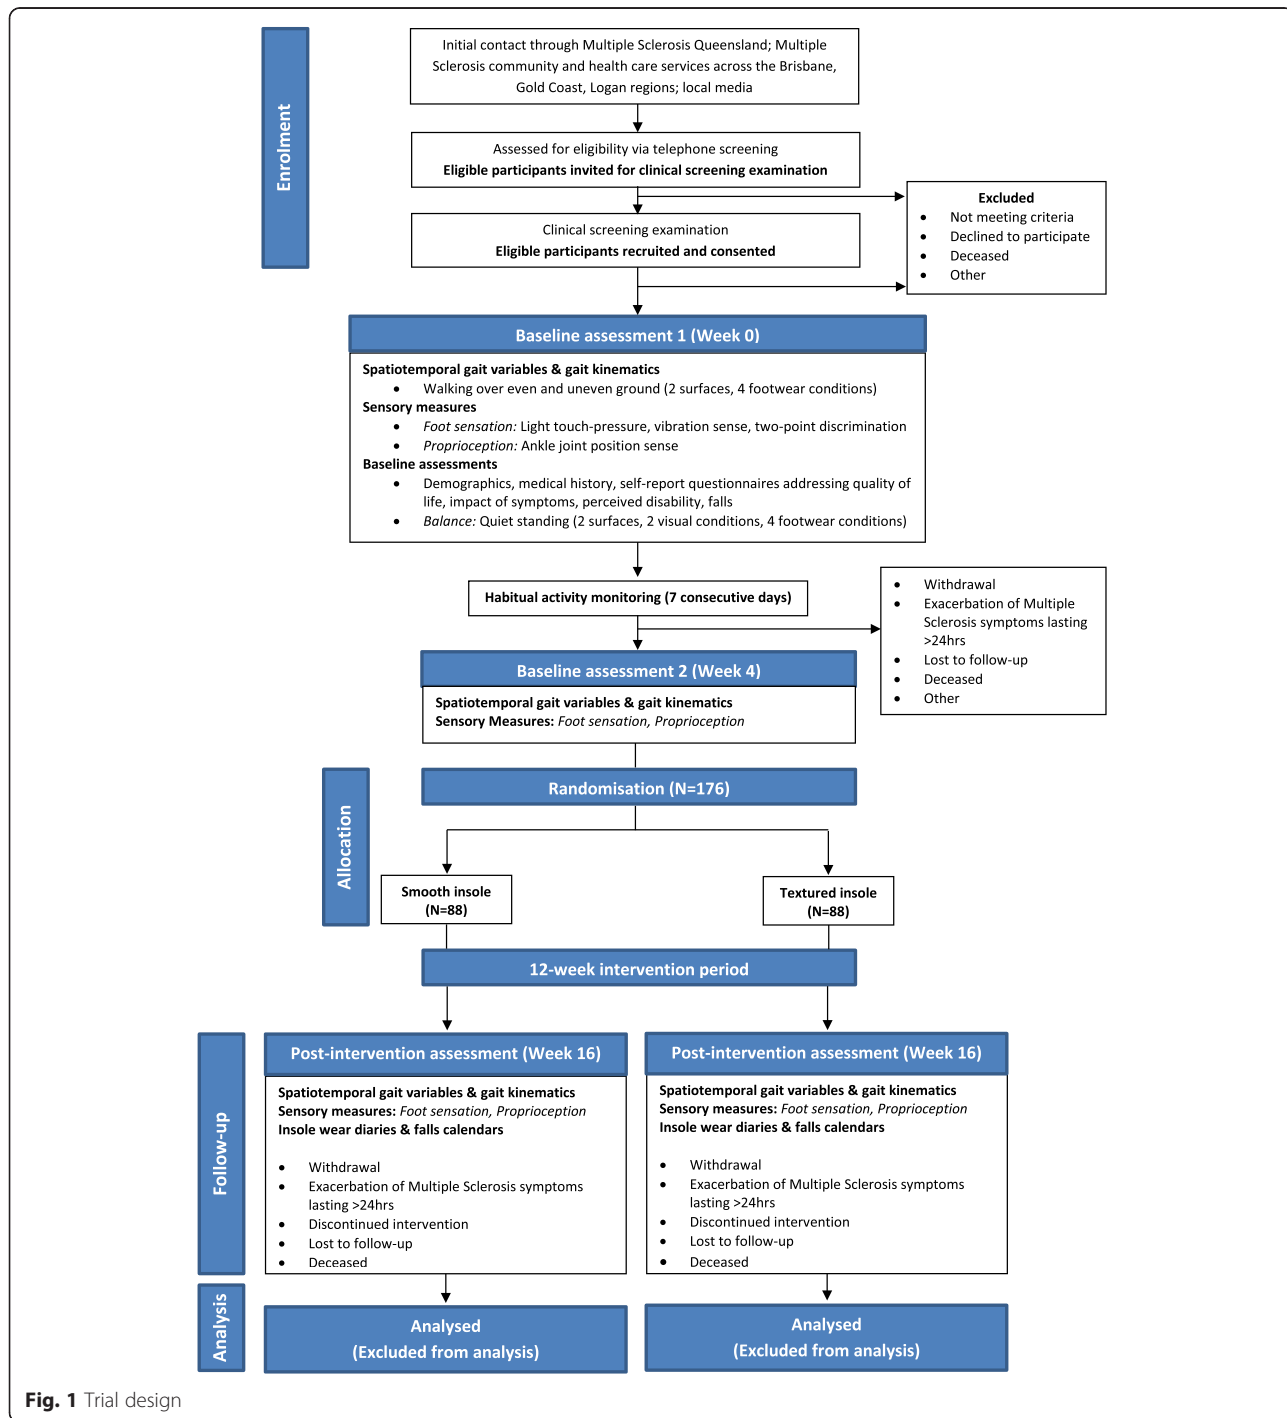 Enrolment
Initial contact through Multiple Sclerosis Queensland; Multiple
Sclerosis community and health care services across the Brisbane,
Gold Coast, Logan regions; local media
Assessed for eligibility via telephone screening
Eligible participants invited for clinical screening examination
Excluded
• Not meeting criteria
• Declined to participate
• Deceased
• Other
Clinical screening examination
Eligible participants recruited and consented
Baseline assessment 1 (Week 0)
Spatiotemporal gait variables & gait kinematics
• Walking over even and uneven ground (2 surfaces, 4 footwear conditions)
Sensory measures
• Foot sensation: Light touch-pressure, vibration sense, two-point discrimination
• Proprioception: Ankle joint position sense
Baseline assessments
• Demographics, medical history, self-report questionnaires addressing quality of
life, impact of symptoms, perceived disability, falls
• Balance: Quiet standing (2 surfaces, 2 visual conditions, 4 footwear conditions)
Habitual activity monitoring (7 consecutive days)
• Withdrawal
• Exacerbation of Multiple
Sclerosis symptoms lasting
>24hrs
• Lost to follow-up
• Deceased
• Other
Baseline assessment 2 (Week 4)
Spatiotemporal gait variables & gait kinematics
Sensory Measures: Foot sensation, Proprioception
Allocation
Randomisation (N=176)
Smooth insole
(N=88)
Textured insole
(N=88)
12-week intervention period
Follow-up
Post-intervention assessment (Week 16)
Spatiotemporal gait variables & gait kinematics
Sensory measures: Foot sensation, Proprioception
Insole wear diaries & falls calendars
• Withdrawal
• Exacerbation of Multiple Sclerosis symptoms
lasting >24hrs
• Discontinued intervention
• Lost to follow-up
• Deceased
Post-intervention assessment (Week 16)
Spatiotemporal gait variables & gait kinematics
Sensory measures: Foot sensation, Proprioception
Insole wear diaries & falls calendars
• Withdrawal
• Exacerbation of Multiple Sclerosis symptoms
lasting >24hrs
• Discontinued intervention
• Lost to follow-up
• Deceased
Analysis
Analysed
(Excluded from analysis)
Analysed
(Excluded from analysis)
Fig. 1 Trial design